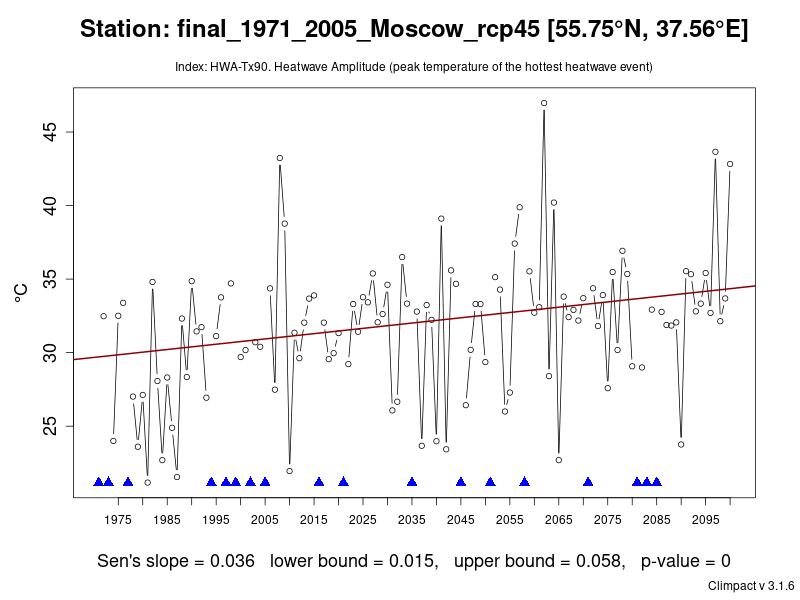 Station: final_1971_2005_Moscow_rcp45 [55.75°N, 37.56°E]
Index: HWA-Tx90. Heatwave Amplitude (peak temperature of the hottest heatwave event)
45
40
35
°C
30
25
1975 1985 1995 2005 2015 2025 2035 2045 2055 2065 2075 2085 2095
Sen's slope = 0.036 lower bound = 0.015, upper bound = 0.058, p-value = 0
Climpact v 3.1.6